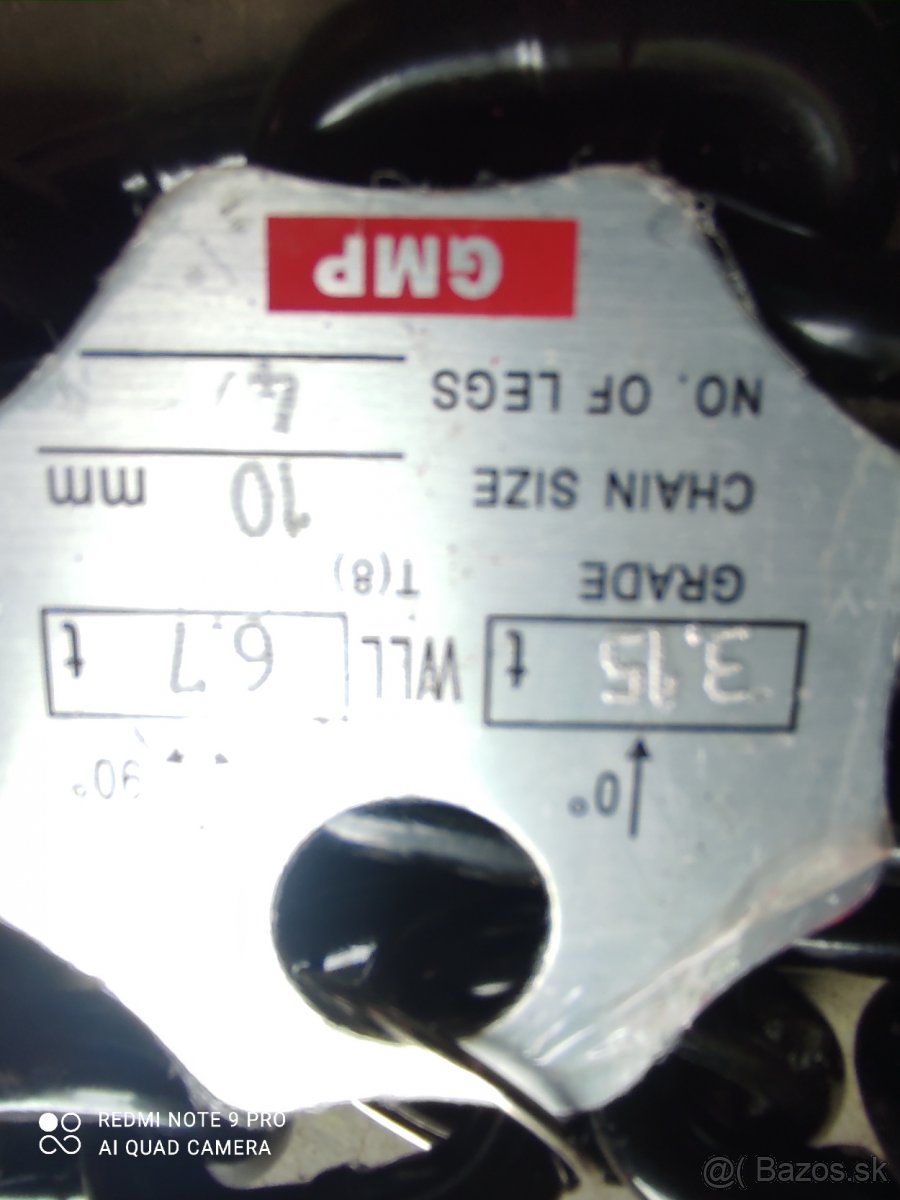 0° 90°
3.15 t WLL 6.7 t
GRADE T(8)
CHAIN SIZE 10 mm
NO. OF LEGS 4
GMP
REDMI NOTE 9 PRO
AI QUAD CAMERA
@( Bazos.sk